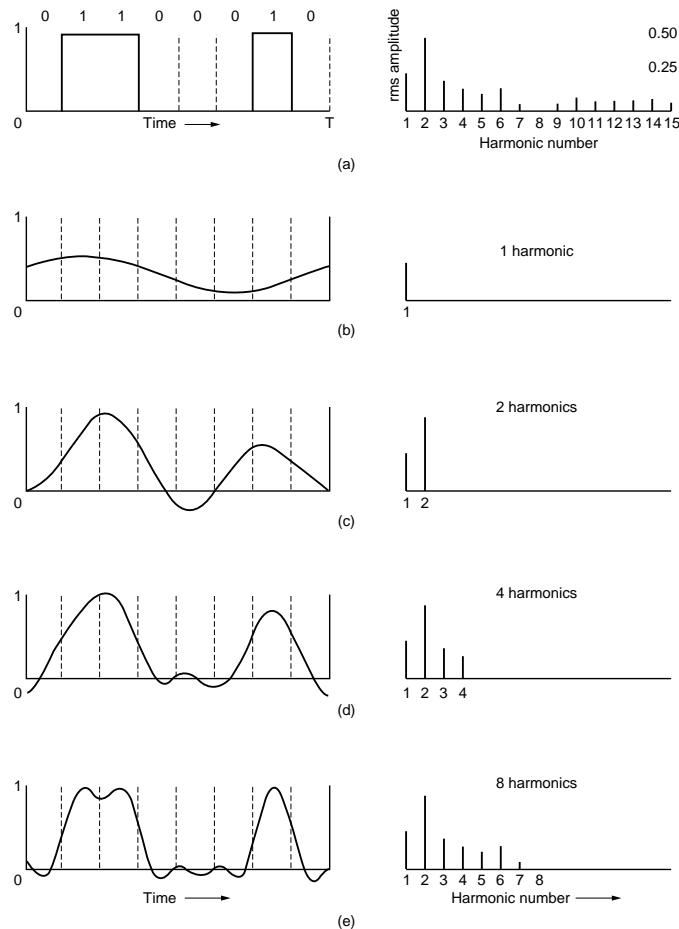 0 1 1 0 0 0 1 0
1
0
Time
T
rms amplitude
0.50
0.25
1 2 3 4 5 6 7 8 9 10 11 12 13 14 15
Harmonic number
(a)
1
0
1 harmonic
1
(b)
1
0
2 harmonics
1 2
(c)
1
0
4 harmonics
1 2 3 4
(d)
1
0
Time
8 harmonics
1 2 3 4 5 6 7 8
Harmonic number
(e)